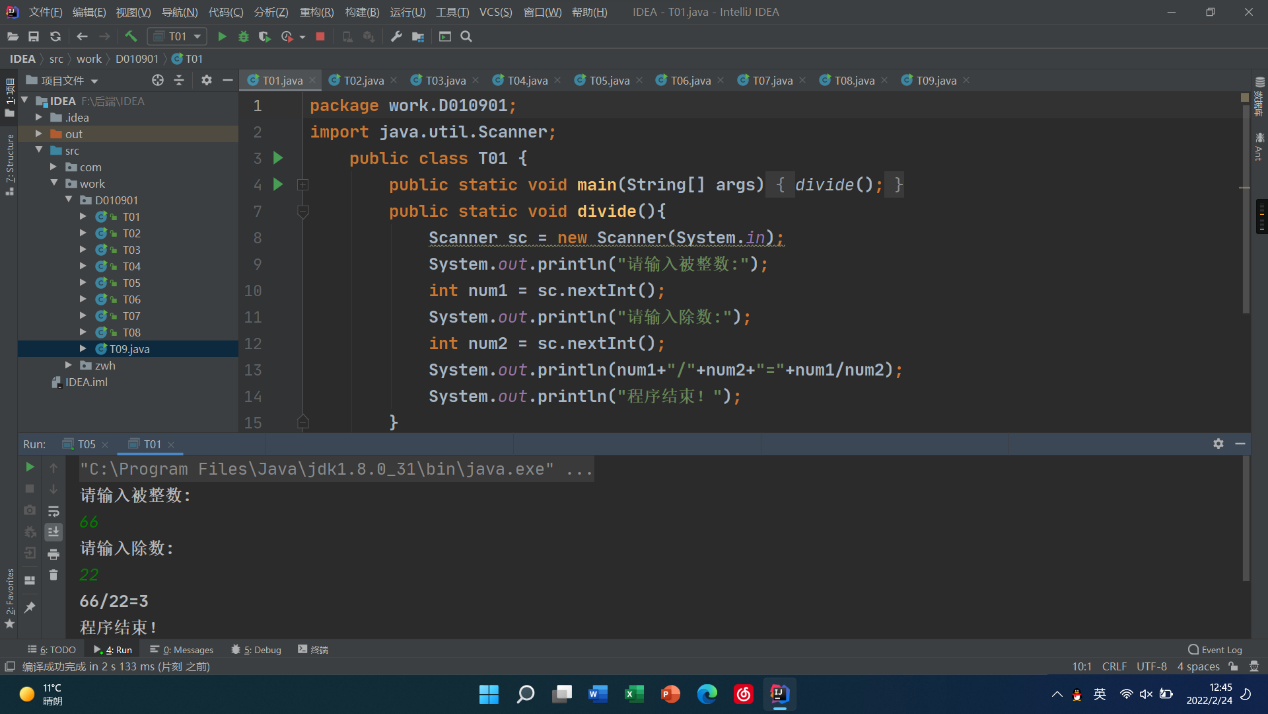 文件(F) 编辑(E) 视图(V) 导航(N) 代码(C) 分析(Z) 重构(R) 构建(B) 运行(U) 工具(T) VCS(S) 窗口(W) 帮助(H) IDEA - T01.java - IntelliJ IDEA
T01
IDEA src work D010901 T01
项目文件 T01.java T02.java T03.java T04.java T05.java T06.java T07.java T08.java T09.java
1: 项目
7: Structure
2: Favorites
IDEA F:\后端\IDEA
.idea
out
src
com
work
D010901
T01
T02
T03
T04
T05
T06
T07
T08
T09.java
zwh
IDEA.iml
1 package work.D010901;
2 import java.util.Scanner;
3 public class T01 {
4 public static void main(String[] args) { divide(); }
7 public static void divide(){
8 Scanner sc = new Scanner(System.in);
9 System.out.println("请输入被整数:");
10 int num1 = sc.nextInt();
11 System.out.println("请输入除数:");
12 int num2 = sc.nextInt();
13 System.out.println(num1+"/"+num2+"="+num1/num2);
14 System.out.println("程序结束！");
15 }
Ant
Run: T05 T01
"C:\Program Files\Java\jdk1.8.0_31\bin\java.exe" ...
请输入被整数:
66
请输入除数:
22
66/22=3
程序结束！
6: TODO 4: Run 0: Messages 5: Debug 终端 Event Log
编译成功完成 in 2 s 133 ms (片刻 之前) 10:1 CRLF UTF-8 4 spaces
11°C
晴朗
英
12:45
2022/2/24